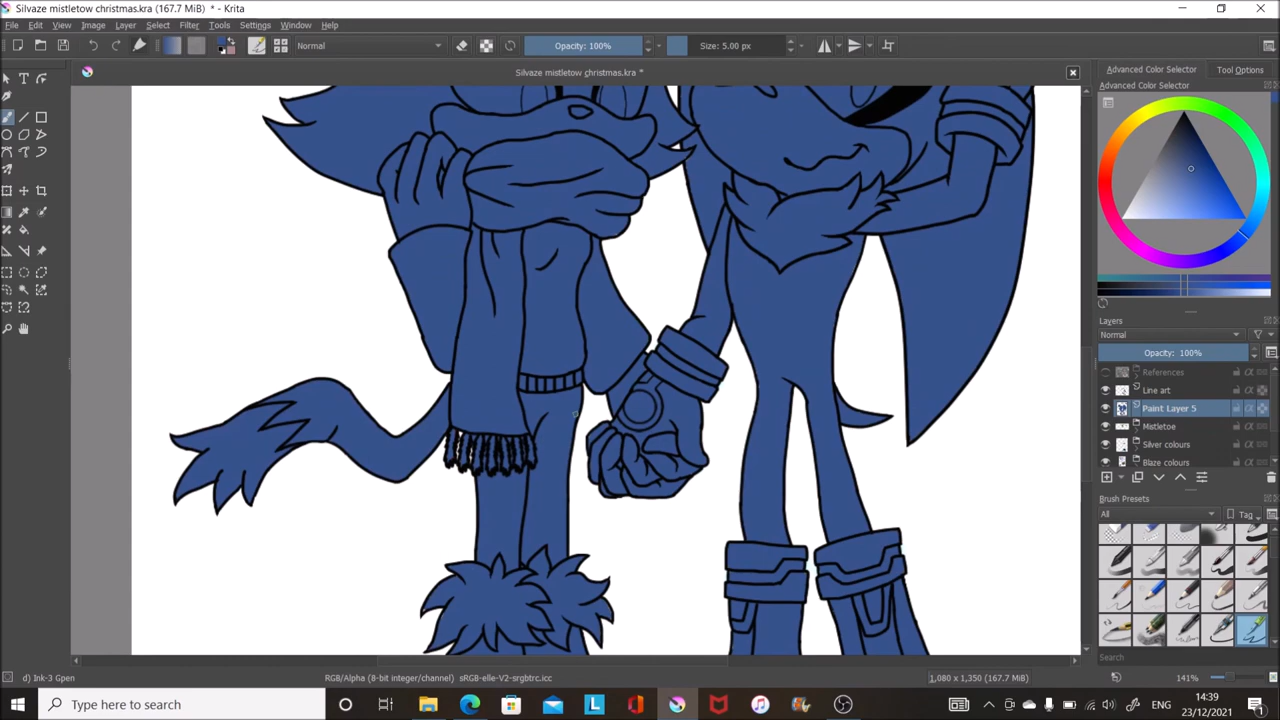 Silvaze mistletow christmas.kra (167.7 MiB) * - Krita
File Edit View Image Layer Select Filter Tools Settings Window Help
Normal Opacity: 100% Size: 5.00 px
Silvaze mistletow christmas.kra *
Advanced Color Selector Tool Options
Advanced Color Selector
Layers
Normal
Opacity: 100%
References
Line art
Paint Layer 5
Mistletoe
Silver colours
Blaze colours
Brush Presets
All Tag
Search
d) Ink-3 Gpen RGB/Alpha (8-bit integer/channel) sRGB-elle-V2-srgbtrc.icc 1,080 x 1,350 (167.7 MiB) 141%
Type here to search
ENG
14:39
23/12/2021